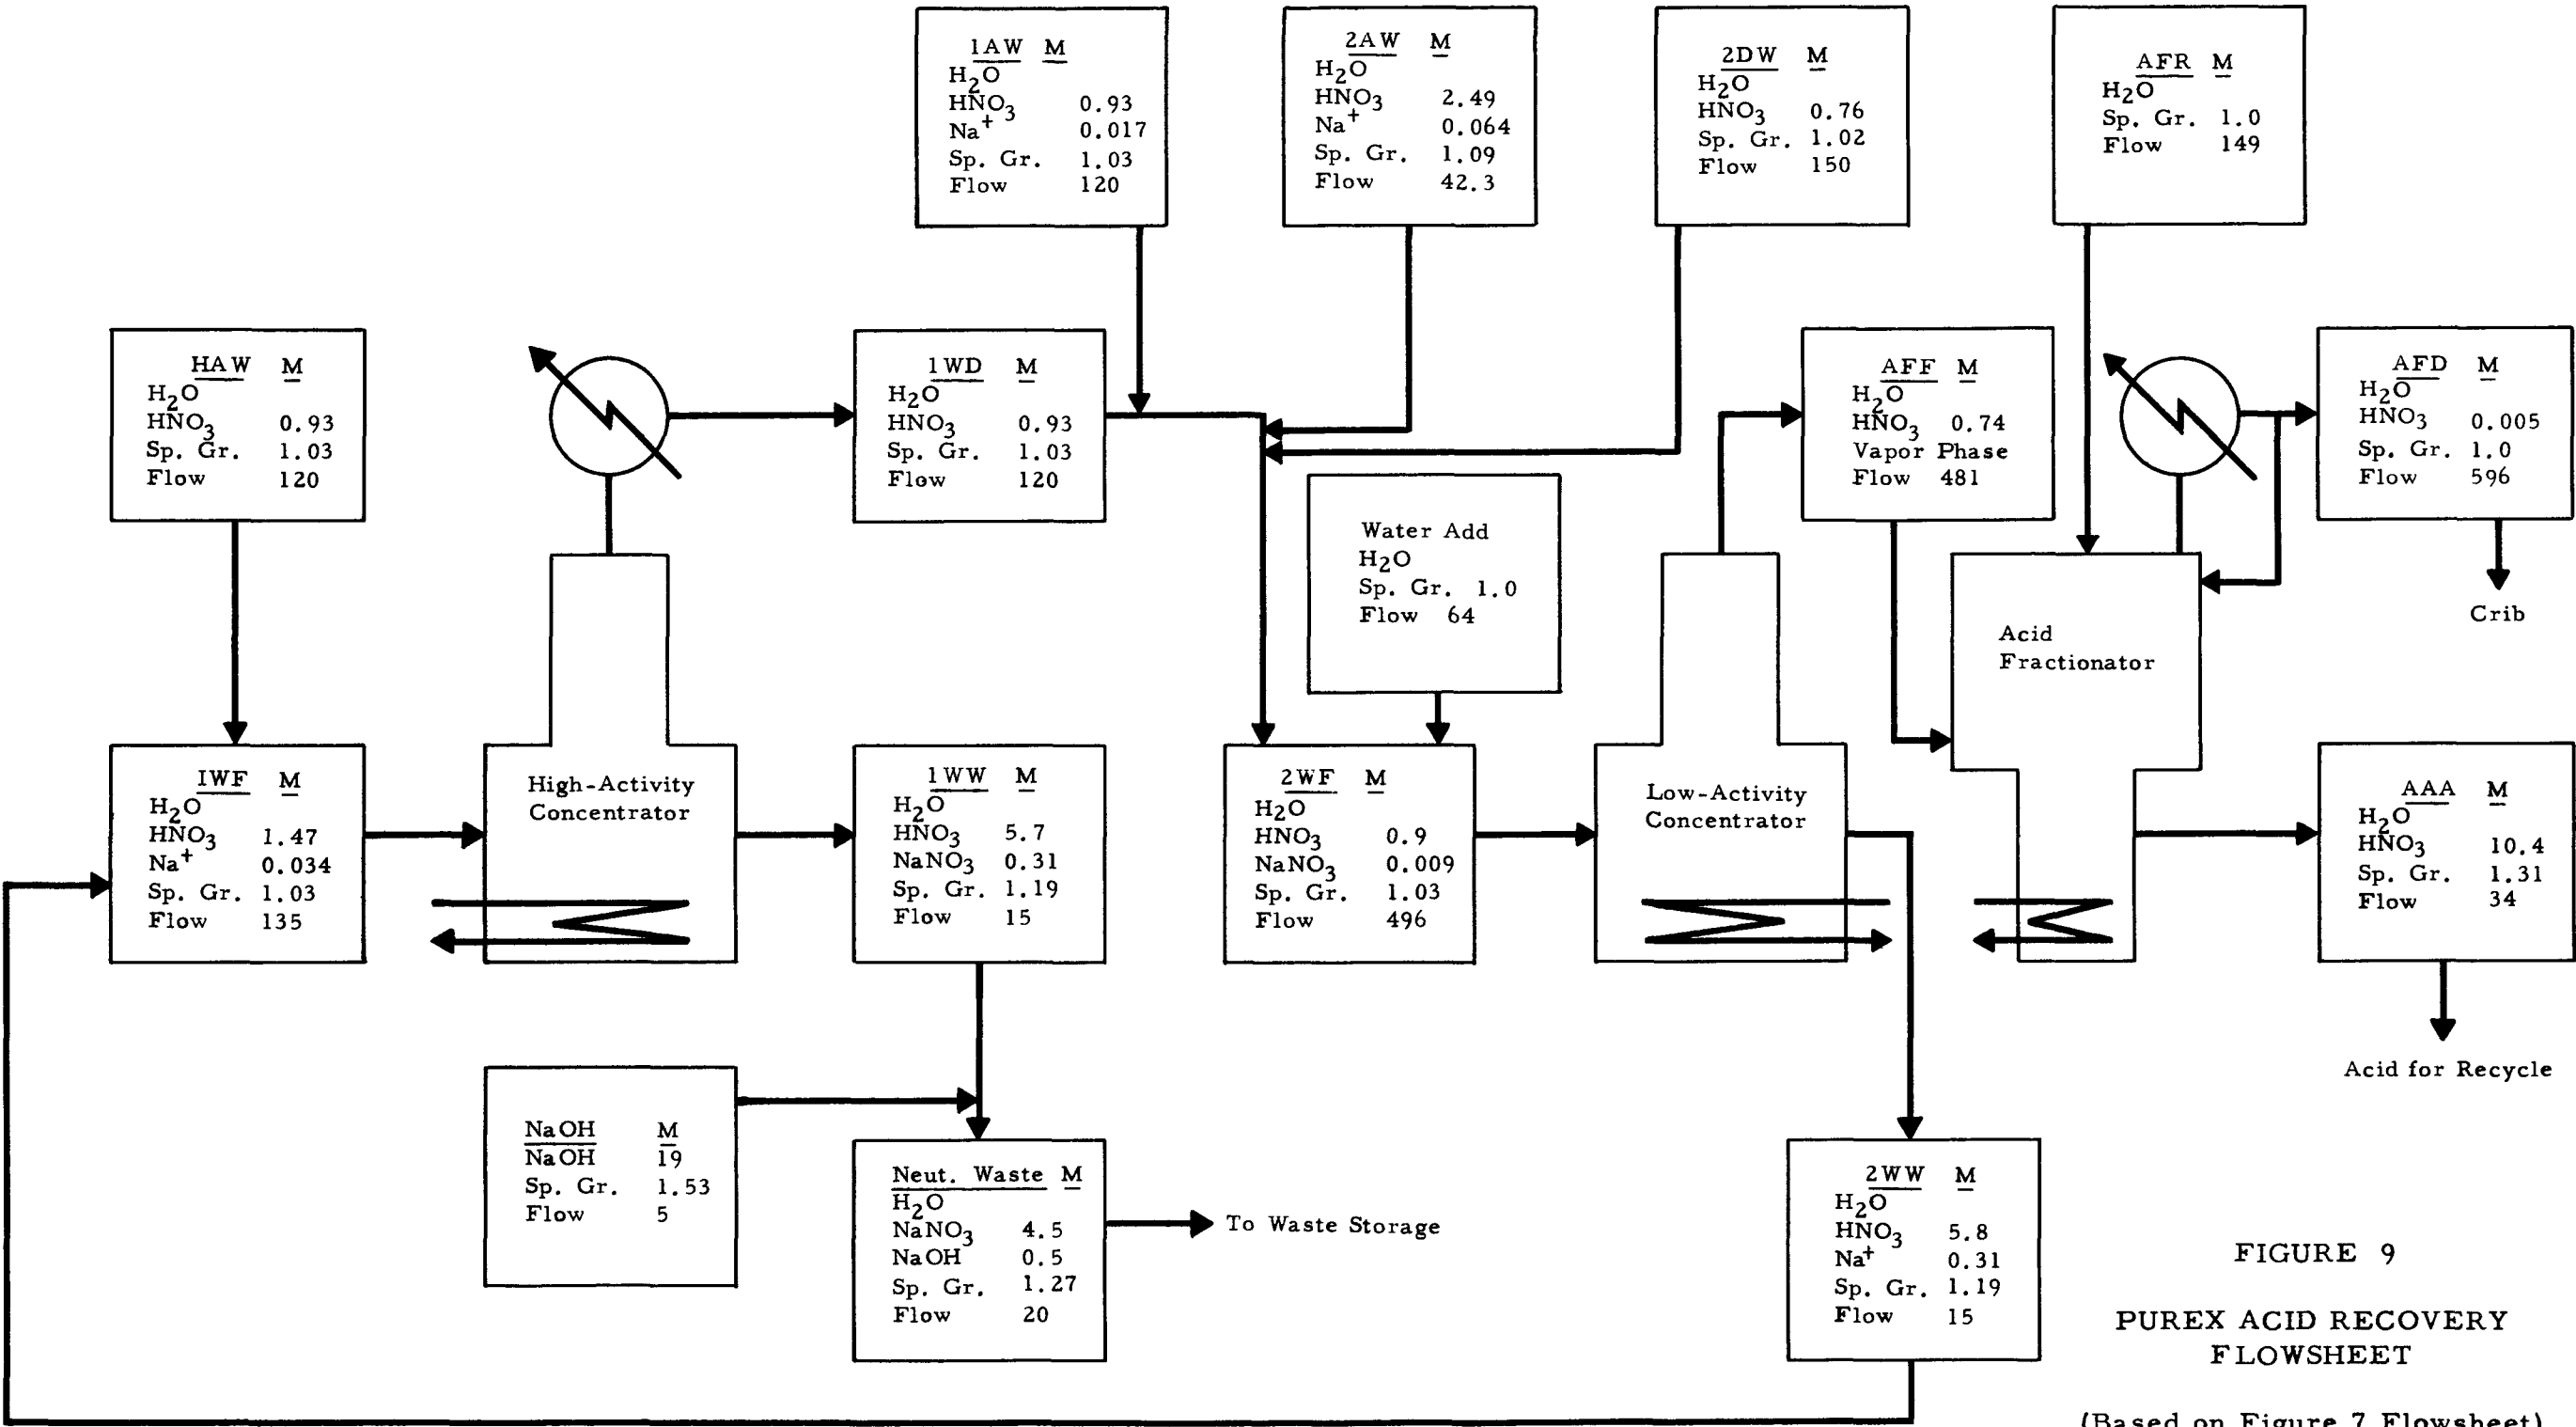 1AW M
H2O
HNO3 0.93
Na+ 0.017
Sp. Gr. 1.03
Flow 120
2AW M
H2O
HNO3 2.49
Na+ 0.064
Sp. Gr. 1.09
Flow 42.3
2DW M
H2O
HNO3 0.76
Sp. Gr. 1.02
Flow 150
AFR M
H2O
Sp. Gr. 1.0
Flow 149
HAW M
H2O
HNO3 0.93
Sp. Gr. 1.03
Flow 120
1WD M
H2O
HNO3 0.93
Sp. Gr. 1.03
Flow 120
AFF M
H2O
HNO3 0.74
Vapor Phase
Flow 481
AFD M
H2O
HNO3 0.005
Sp. Gr. 1.0
Flow 596
Crib
Water Add
H2O
Sp. Gr. 1.0
Flow 64
Acid
Fractionator
IWF M
H2O
HNO3 1.47
Na+ 0.034
Sp. Gr. 1.03
Flow 135
High-Activity
Concentrator
1WW M
H2O
HNO3 5.7
NaNO3 0.31
Sp. Gr. 1.19
Flow 15
2WF M
H2O
HNO3 0.9
NaNO3 0.009
Sp. Gr. 1.03
Flow 496
Low-Activity
Concentrator
AAA M
H2O
HNO3 10.4
Sp. Gr. 1.31
Flow 34
Acid for Recycle
NaOH M
NaOH 19
Sp. Gr. 1.53
Flow 5
Neut. Waste M
H2O
NaNO3 4.5
NaOH 0.5
Sp. Gr. 1.27
Flow 20
To Waste Storage
2WW M
H2O
HNO3 5.8
Na+ 0.31
Sp. Gr. 1.19
Flow 15
FIGURE 9
PUREX ACID RECOVERY
FLOWSHEET
(Based on Figure 7 Flowsheet)